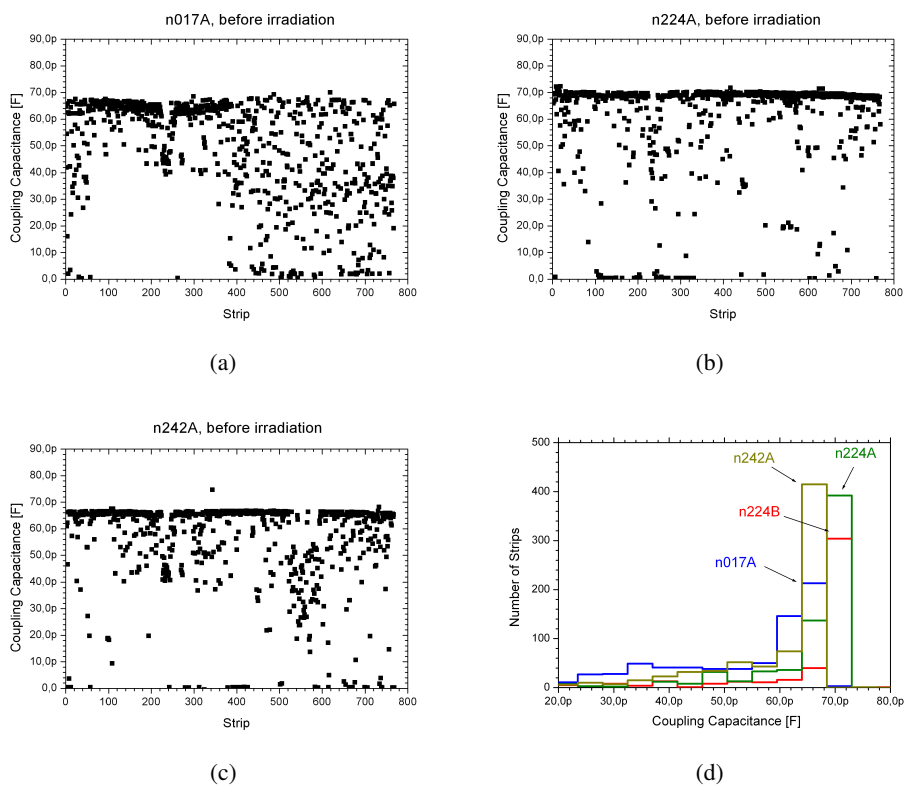 n017A, before irradiation
90,0p
80,0p
70,0p
60,0p
50,0p
40,0p
30,0p
20,0p
10,0p
0,0
Coupling Capacitance [F]
0 100 200 300 400 500 600 700 800
Strip
(a)
n224A, before irradiation
90,0p
80,0p
70,0p
60,0p
50,0p
40,0p
30,0p
20,0p
10,0p
0,0
Coupling Capacitance [F]
0 100 200 300 400 500 600 700 800
Strip
(b)
n242A, before irradiation
90,0p
80,0p
70,0p
60,0p
50,0p
40,0p
30,0p
20,0p
10,0p
0,0
Coupling Capacitance [F]
0 100 200 300 400 500 600 700 800
Strip
(c)
500
400
300
200
100
0
Number of Strips
n242A
n224A
n224B
n017A
20,0p 30,0p 40,0p 50,0p 60,0p 70,0p 80,0p
Coupling Capacitance [F]
(d)